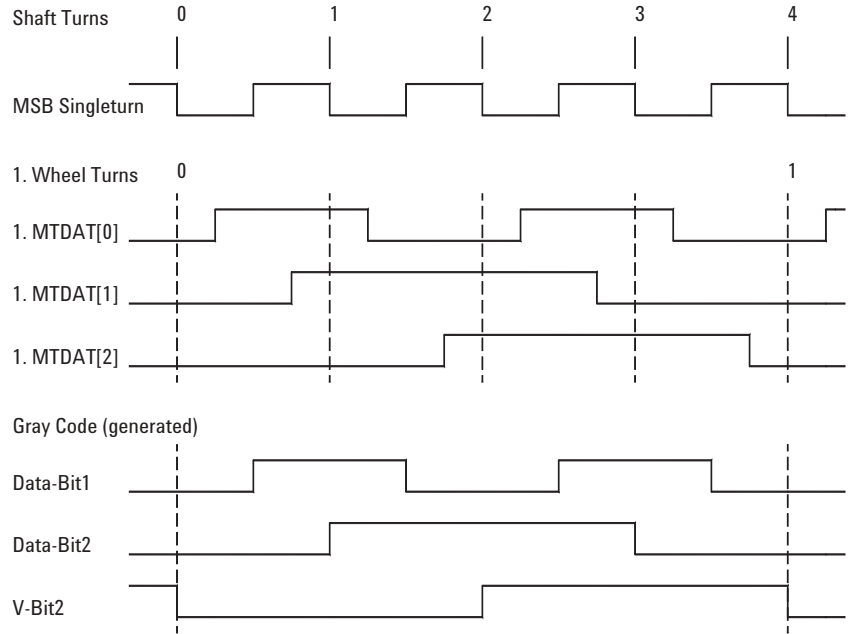 Shaft Turns 0 1 2 3 4
MSB Singleturn
1. Wheel Turns 0 1
1. MTDAT[0]
1. MTDAT[1]
1. MTDAT[2]
Gray Code (generated)
Data-Bit1
Data-Bit2
V-Bit2